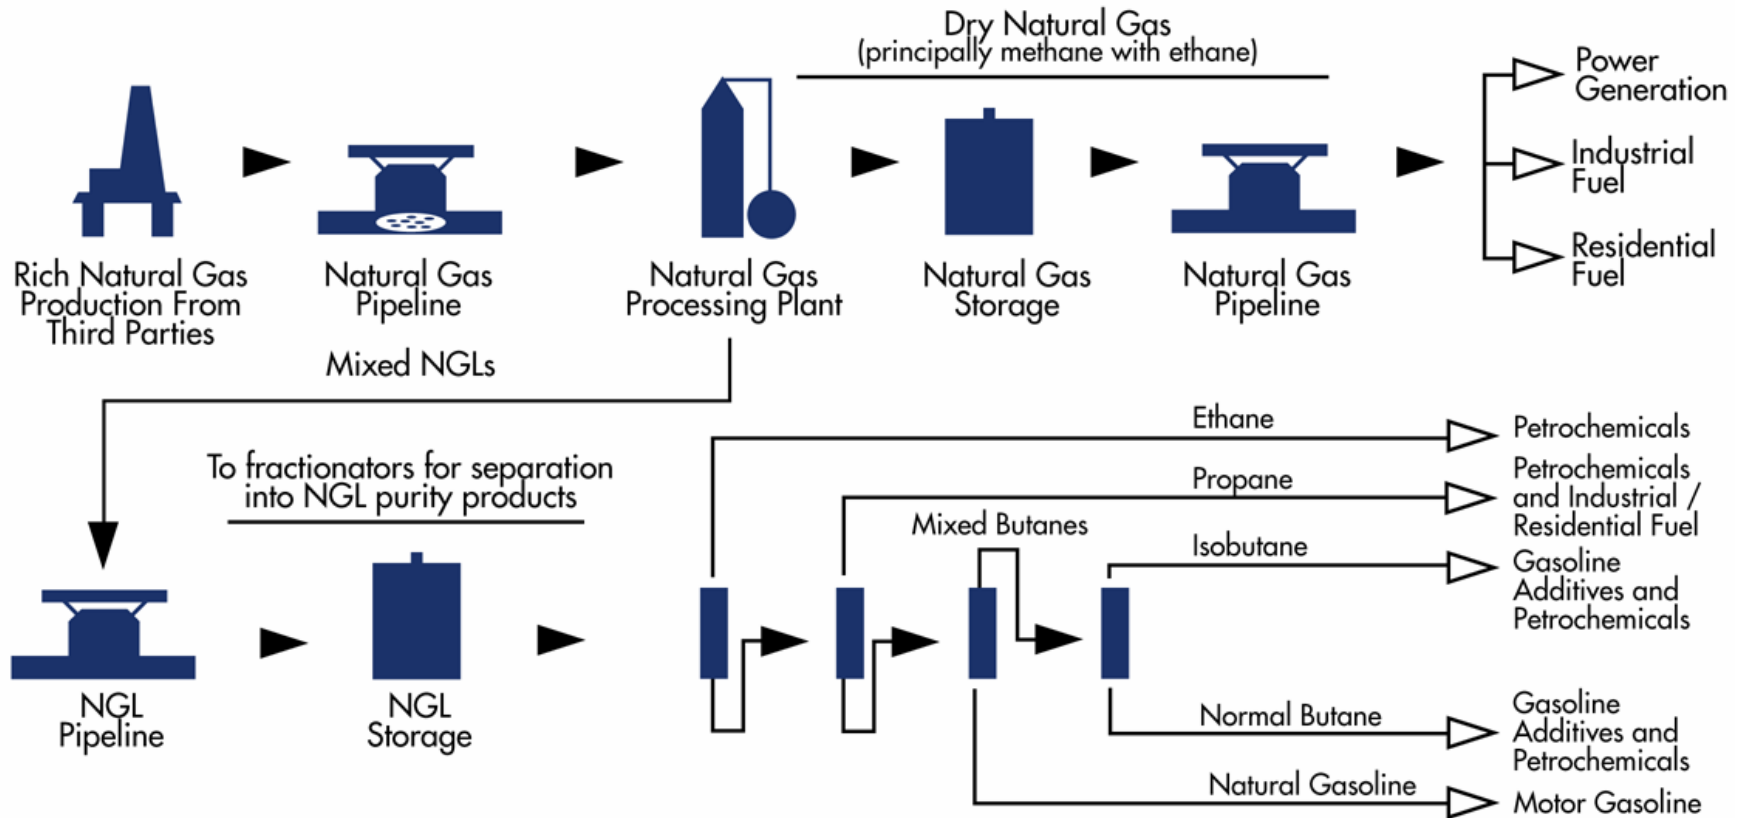 Dry Natural Gas
(principally methane with ethane)
Power
Generation
Industrial
Fuel
Residential
Fuel
Rich Natural Gas
Production From
Third Parties
Natural Gas
Pipeline
Natural Gas
Processing Plant
Natural Gas
Storage
Natural Gas
Pipeline
Mixed NGLs
To fractionators for separation
into NGL purity products
NGL
Pipeline
NGL
Storage
Ethane
Petrochemicals
Propane
Petrochemicals
and Industrial /
Residential Fuel
Mixed Butanes
Isobutane
Gasoline
Additives and
Petrochemicals
Normal Butane
Gasoline
Additives and
Petrochemicals
Natural Gasoline
Motor Gasoline